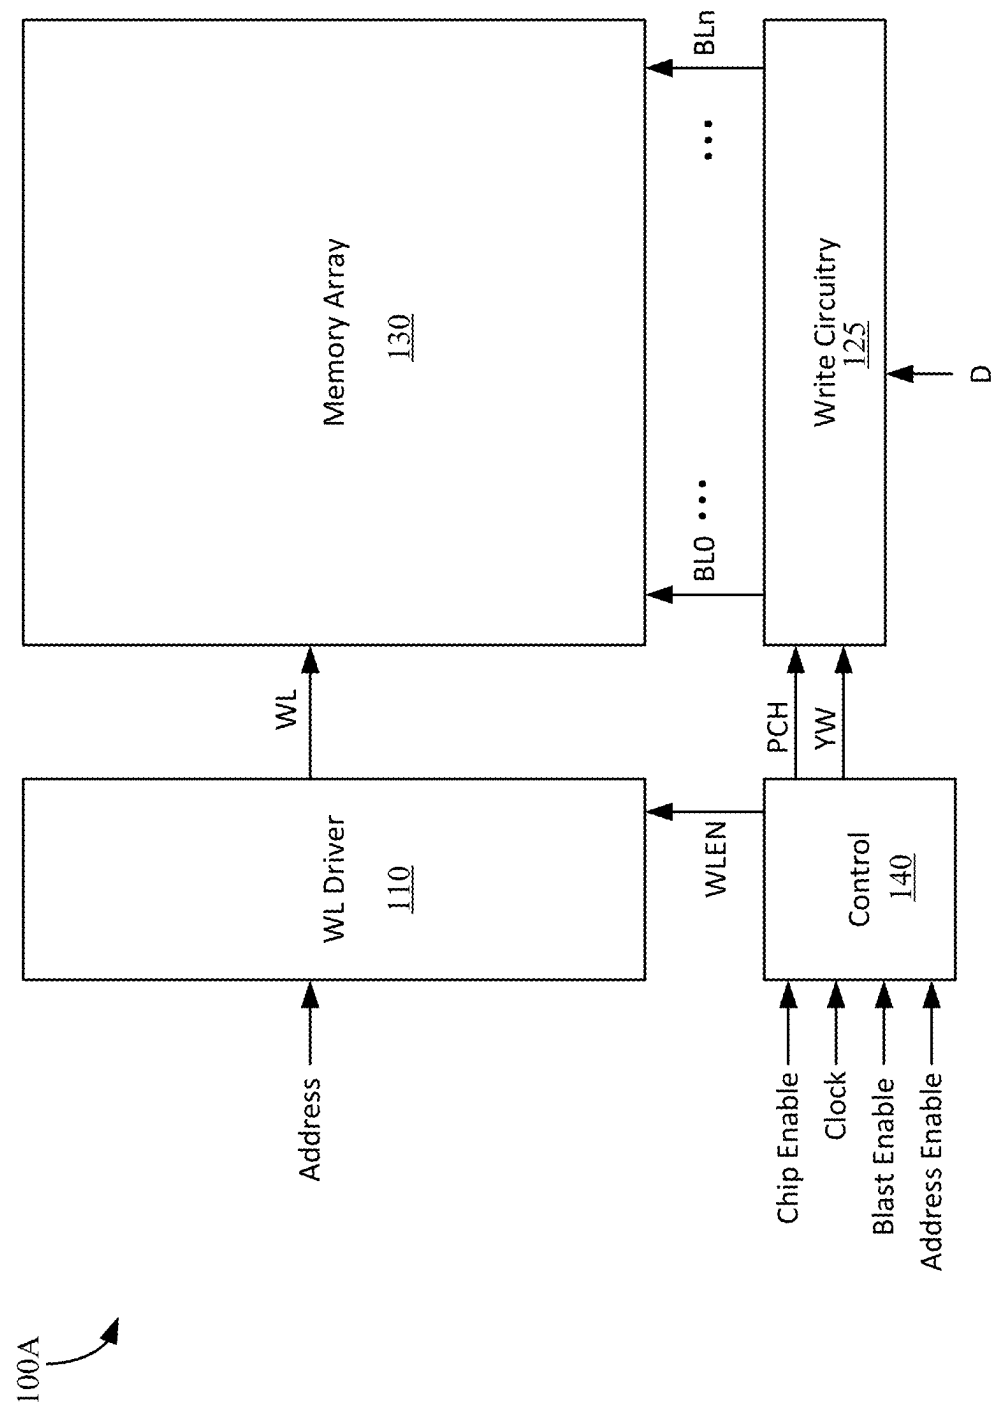 100A
Address
WL Driver
110
WL
Memory Array
130
WLEN
BL0
...
...
BLn
Chip Enable
Clock
Blast Enable
Address Enable
Control
140
PCH
YW
Write Circuitry
125
D